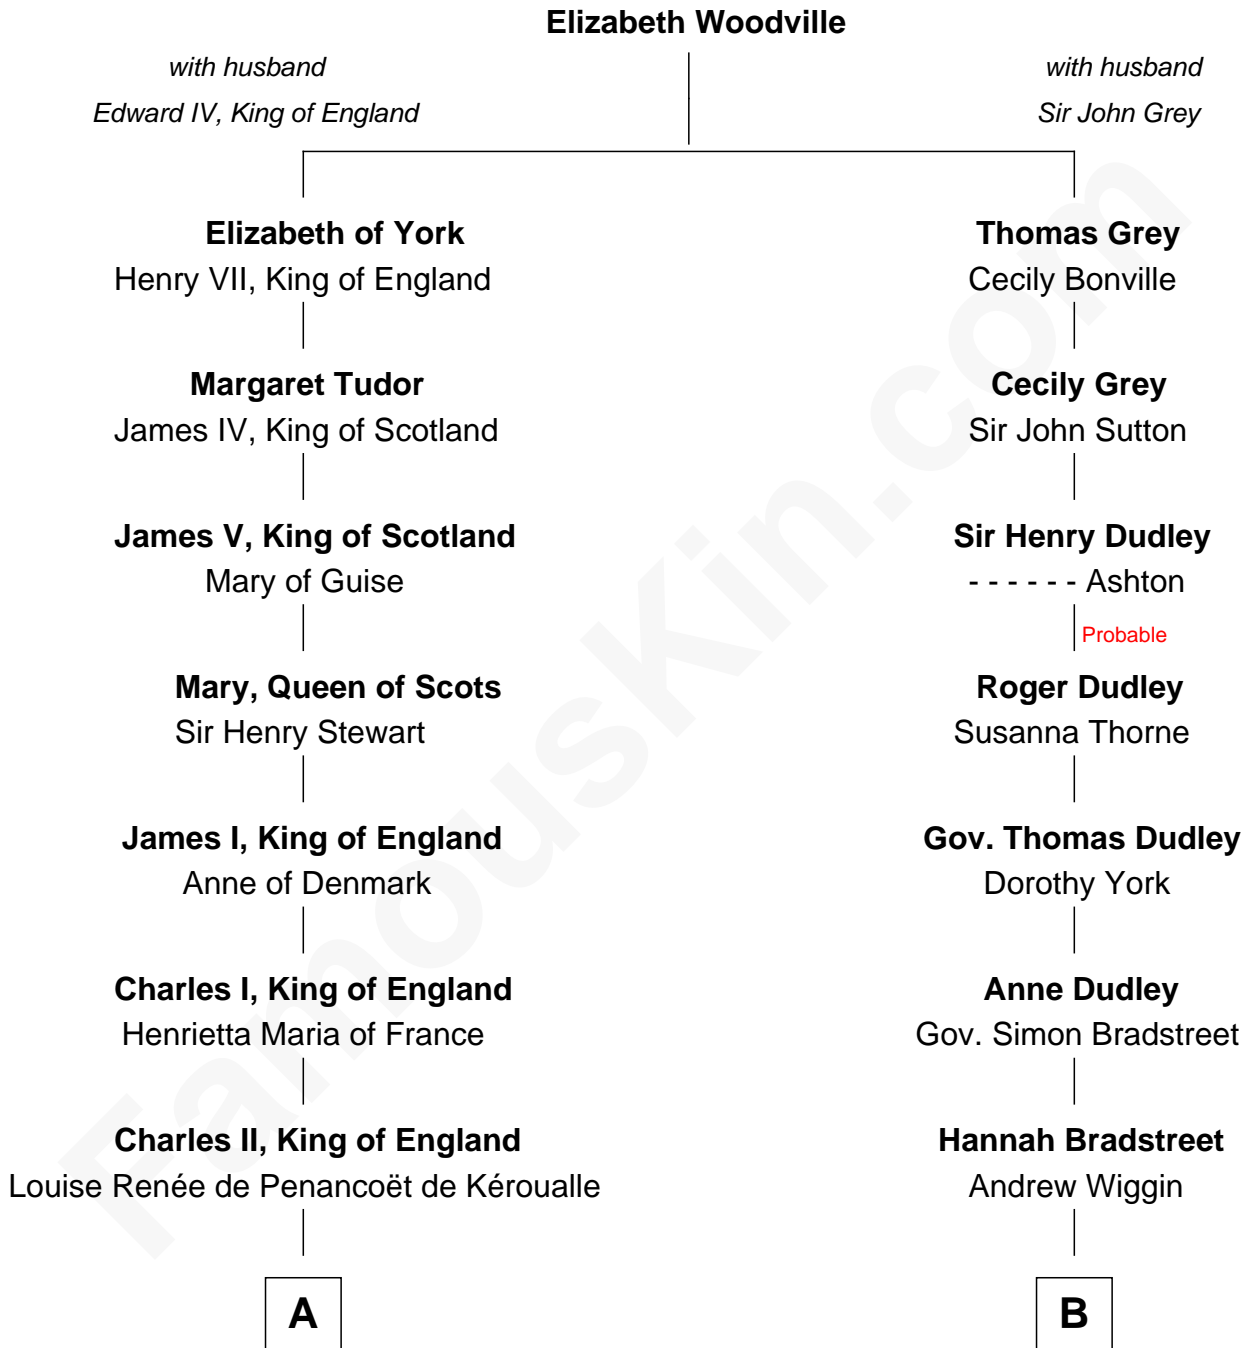 Elizabeth Woodville
with husband
Edward IV, King of England
with husband
Sir John Grey
Elizabeth of York
Henry VII, King of England
Thomas Grey
Cecily Bonville
Margaret Tudor
James IV, King of Scotland
Cecily Grey
Sir John Sutton
James V, King of Scotland
Mary of Guise
Sir Henry Dudley
- - - - - - Ashton
Probable
Mary, Queen of Scots
Sir Henry Stewart
Roger Dudley
Susanna Thorne
James I, King of England
Anne of Denmark
Gov. Thomas Dudley
Dorothy York
Charles I, King of England
Henrietta Maria of France
Anne Dudley
Gov. Simon Bradstreet
Charles II, King of England
Louise Renée de Penancoët de Kéroualle
Hannah Bradstreet
Andrew Wiggin
A
B
FamousKin.com